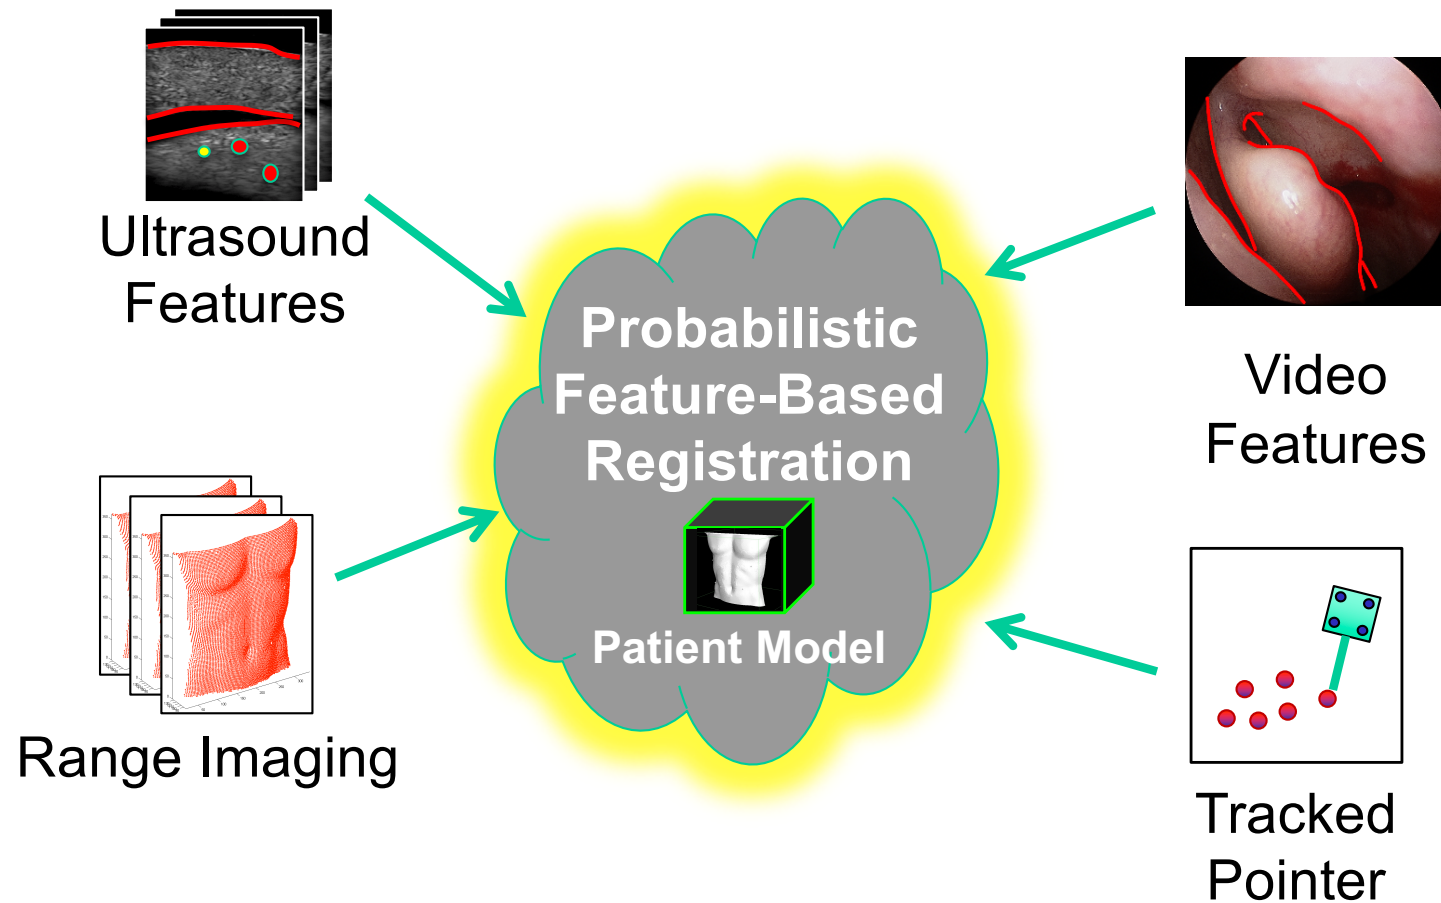 Ultrasound
Features
Probabilistic
Feature-Based
Registration
Patient Model
Video
Features
Range Imaging
Tracked
Pointer